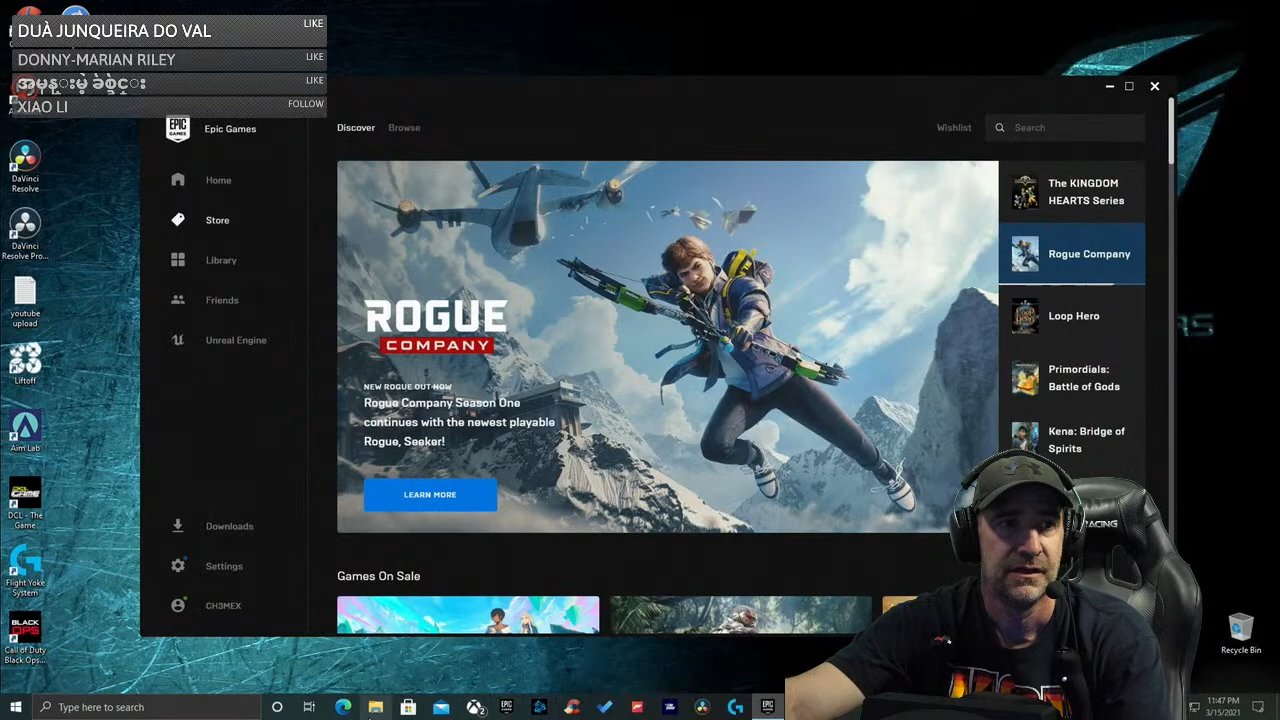 DUÀ JUNQUEIRA DO VAL LIKE
DONNY-MARIAN RILEY LIKE
LIKE
XIAO LI FOLLOW
EPIC GAMES
Epic Games
Discover Browse
Wishlist
Search
Home
Store
Library
Friends
Unreal Engine
Downloads
Settings
CH3MEX
ROGUE
COMPANY
NEW ROGUE OUT NOW
Rogue Company Season One
continues with the newest playable
Rogue, Seeker!
LEARN MORE
The KINGDOM
HEARTS Series
Rogue Company
Loop Hero
Primordials:
Battle of Gods
Kena: Bridge of
Spirits
Games On Sale
DaVinci
Resolve
DaVinci
Resolve Pro...
youtube
upload
Liftoff
Aim Lab
DCL - The
Game
Flight Yoke
System
BLACK
OPS
Call of Duty
Black Ops...
RACING
Recycle Bin
Type here to search
11:47 PM
3/15/2021